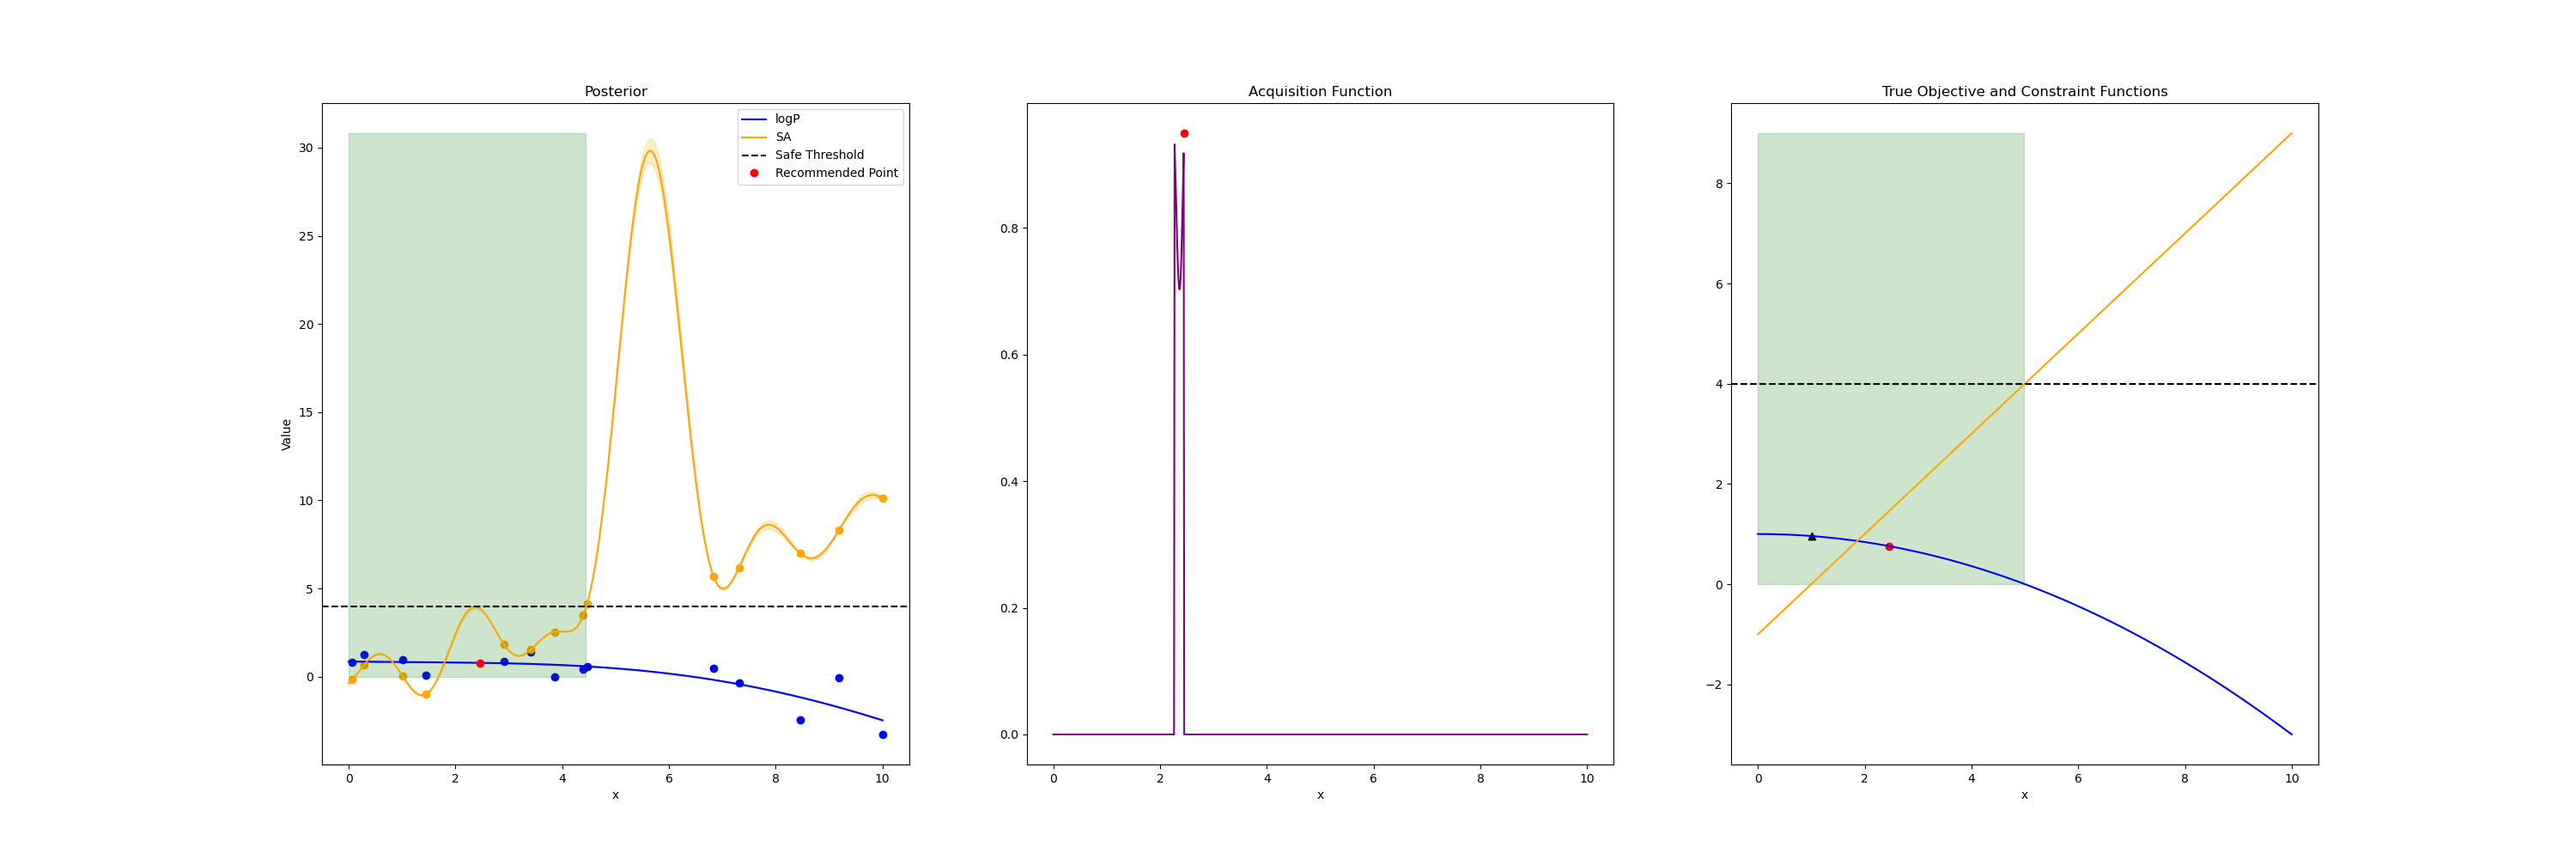 Posterior
logP
SA
Safe Threshold
Recommended Point
30
25
20
15
10
5
0
Value
0 2 4 6 8 10
x
Acquisition Function
0.8
0.6
0.4
0.2
0.0
0 2 4 6 8 10
x
True Objective and Constraint Functions
8
6
4
2
0
−2
0 2 4 6 8 10
x